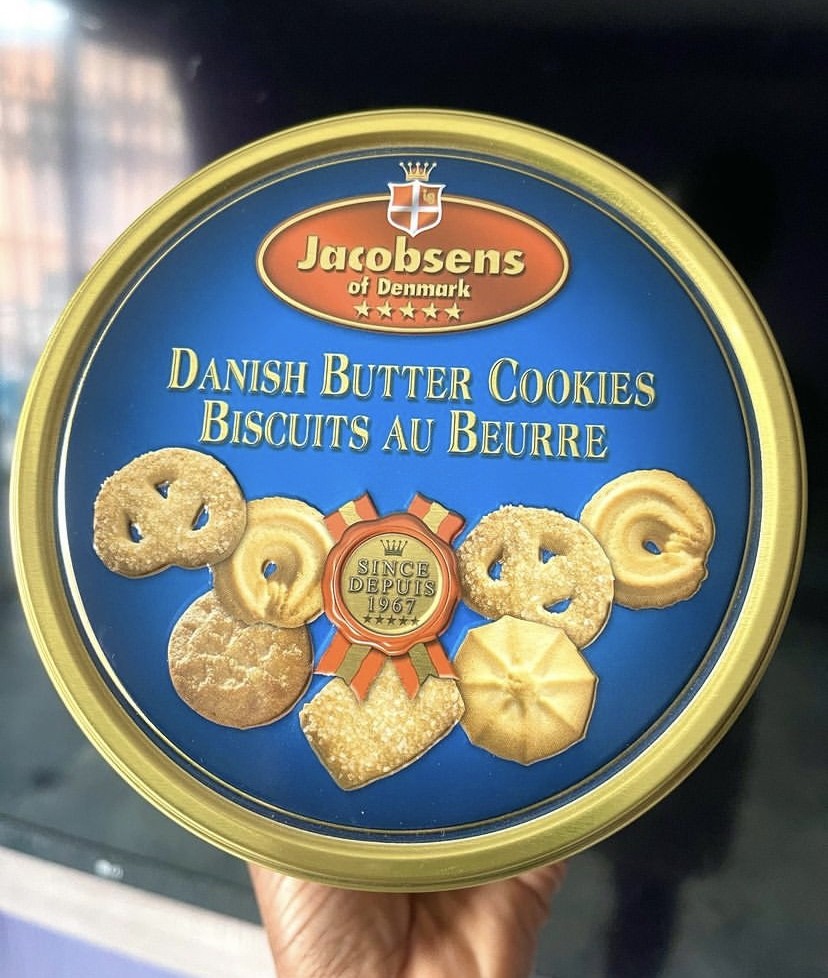 Jacobsens
of Denmark
DANISH BUTTER COOKIES
BISCUITS AU BEURRE
SINCE
DEPUIS
1967